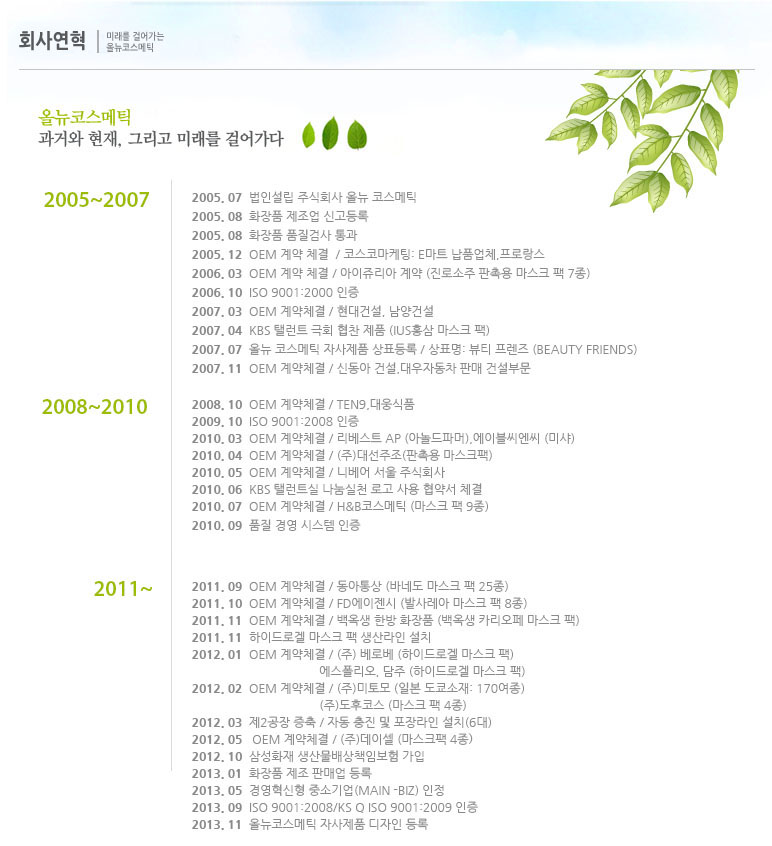 회사연혁
미래를 걸어가는
올뉴코스메틱
올뉴코스메틱
과거와 현재, 그리고 미래를 걸어가다
2005~2007
2005. 07 법인설립 주식회사 올뉴 코스메틱
2005. 08 화장품 제조업 신고등록
2005. 08 화장품 품질검사 통과
2005. 12 OEM 계약 체결 / 코스코마케팅: E마트 납품업체,프로랑스
2006. 03 OEM 계약 체결 / 아이쥬리아 계약 (진로소주 판촉용 마스크 팩 7종)
2006. 10 ISO 9001:2000 인증
2007. 03 OEM 계약체결 / 현대건설, 남양건설
2007. 04 KBS 탤런트 극회 협찬 제품 (IUS홍삼 마스크 팩)
2007. 07 올뉴 코스메틱 자사제품 상표등록 / 상표명: 뷰티 프렌즈 (BEAUTY FRIENDS)
2007. 11 OEM 계약체결 / 신동아 건설,대우자동차 판매 건설부문
2008~2010
2008. 10 OEM 계약체결 / TEN9,대웅식품
2009. 10 ISO 9001:2008 인증
2010. 03 OEM 계약체결 / 리베스트 AP (아놀드파머),에이블씨엔씨 (미샤)
2010. 04 OEM 계약체결 / (주)대선주조(판촉용 마스크팩)
2010. 05 OEM 계약체결 / 니베어 서울 주식회사
2010. 06 KBS 탤런트실 나눔실천 로고 사용 협약서 체결
2010. 07 OEM 계약체결 / H&B코스메틱 (마스크 팩 9종)
2010. 09 품질 경영 시스템 인증
2011~
2011. 09 OEM 계약체결 / 동아통상 (바네도 마스크 팩 25종)
2011. 10 OEM 계약체결 / FD에이젠시 (발사레아 마스크 팩 8종)
2011. 11 OEM 계약체결 / 백옥생 한방 화장품 (백옥생 카리오페 마스크 팩)
2011. 11 하이드로겔 마스크 팩 생산라인 설치
2012. 01 OEM 계약체결 / (주) 베로베 (하이드로겔 마스크 팩)
에스폴리오, 담주 (하이드로겔 마스크 팩)
2012. 02 OEM 계약체결 / (주)미토모 (일본 도쿄소재: 170여종)
(주)도후코스 (마스크 팩 4종)
2012. 03 제2공장 증축 / 자동 충진 및 포장라인 설치(6대)
2012. 05 OEM 계약체결 / (주)데이셀 (마스크팩 4종)
2012. 10 삼성화재 생산물배상책임보험 가입
2013. 01 화장품 제조 판매업 등록
2013. 05 경영혁신형 중소기업(MAIN -BIZ) 인정
2013. 09 ISO 9001:2008/KS Q ISO 9001:2009 인증
2013. 11 올뉴코스메틱 자사제품 디자인 등록